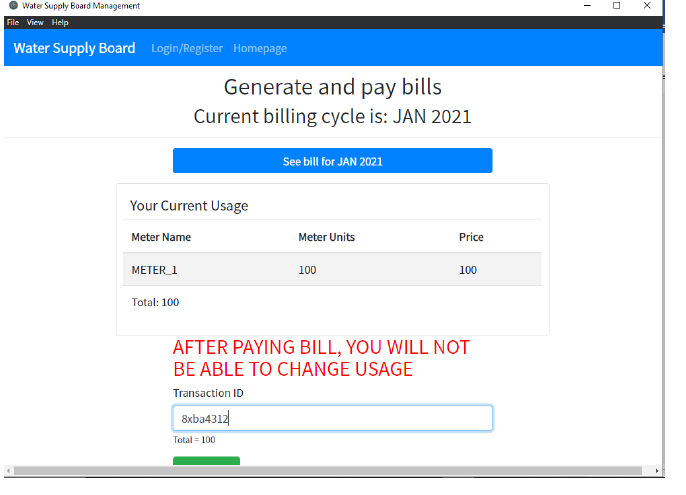 Water Supply Board Management
File View Help
Water Supply Board Login/Register Homepage
Generate and pay bills
Current billing cycle is: JAN 2021
See bill for JAN 2021
Your Current Usage
Meter Name Meter Units Price
METER_1 100 100
Total: 100
AFTER PAYING BILL, YOU WILL NOT
BE ABLE TO CHANGE USAGE
Transaction ID
8xba4312
Total = 100